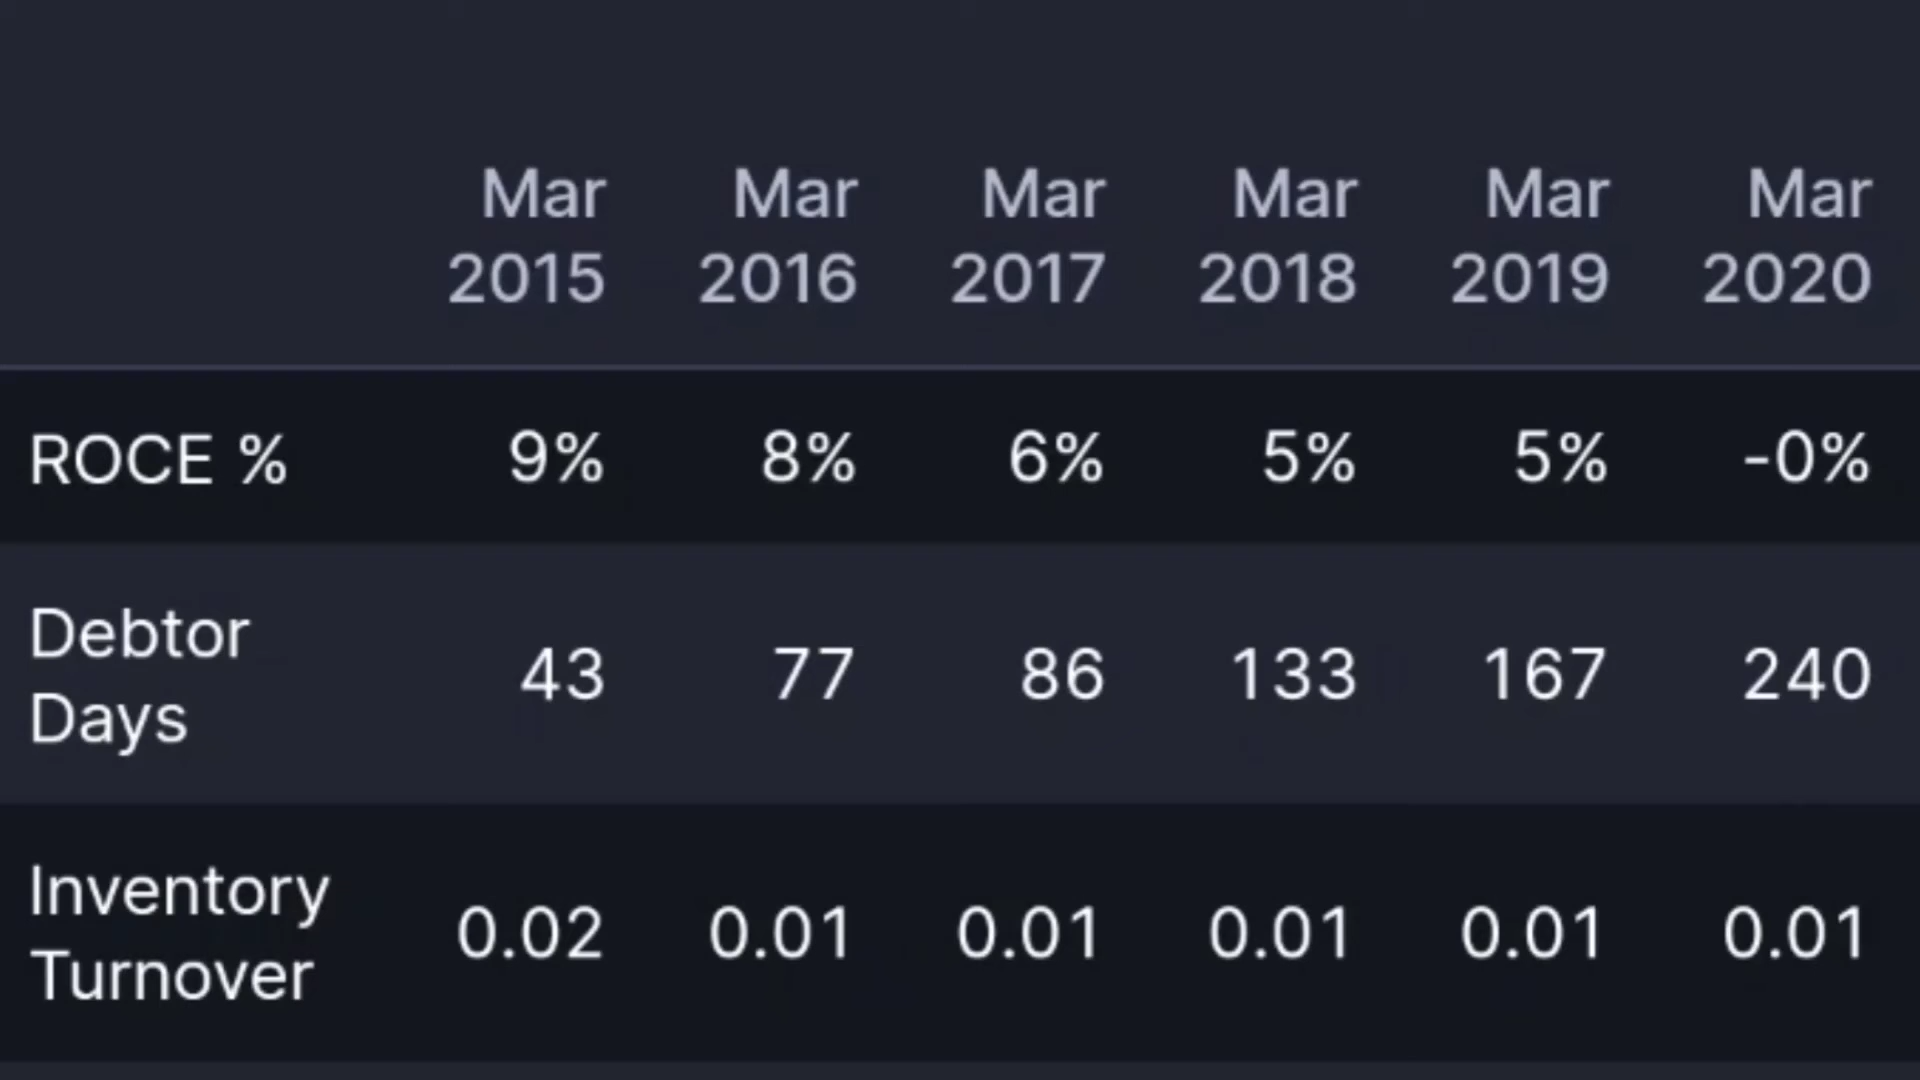 Mar Mar Mar Mar Mar Mar
2015 2016 2017 2018 2019 2020
ROCE % 9% 8% 6% 5% 5% -0%
Debtor
Days 43 77 86 133 167 240
Inventory
Turnover 0.02 0.01 0.01 0.01 0.01 0.01